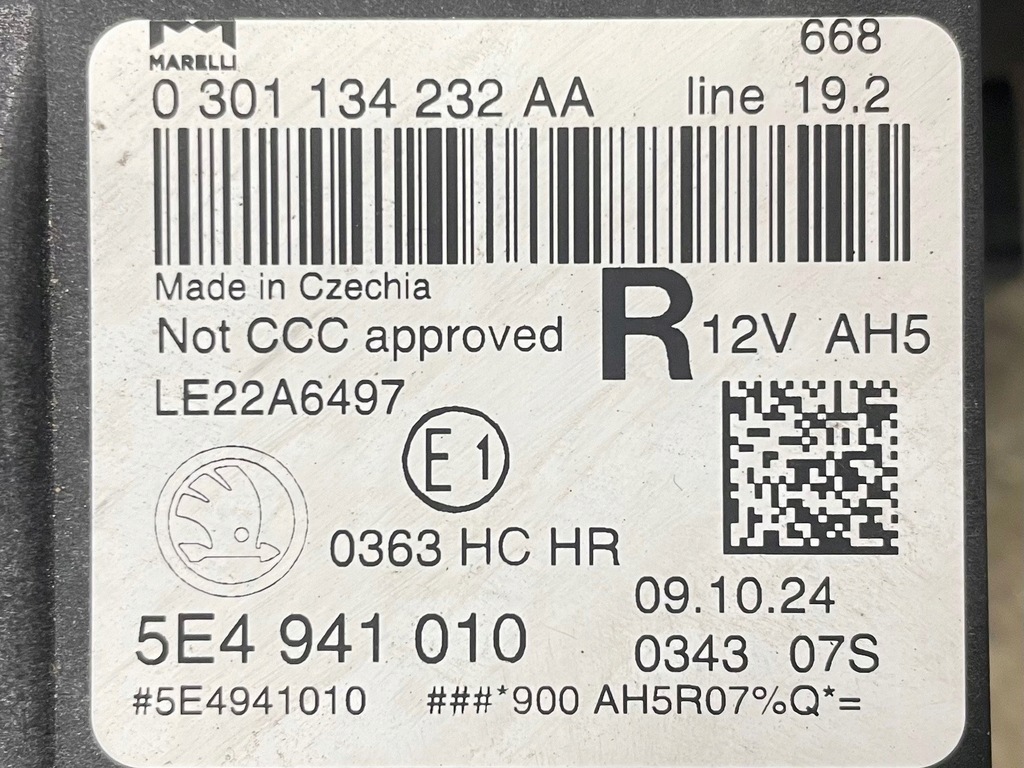 MARELLI
668
0 301 134 232 AA line 19.2
Made in Czechia
Not CCC approved
R 12V AH5
LE22A6497
E1
0363 HC HR
09.10.24
5E4 941 010
0343 07S
#5E4941010 ###*900 AH5R07%Q*=